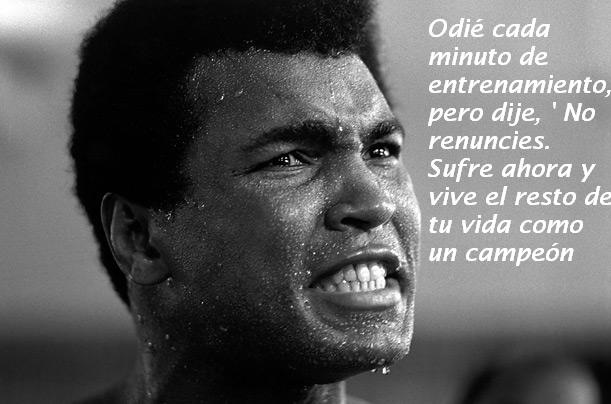 Odié cada
minuto de
entrenamiento,
pero dije, ' No
renuncies.
Sufre ahora y
vive el resto de
tu vida como
un campeón